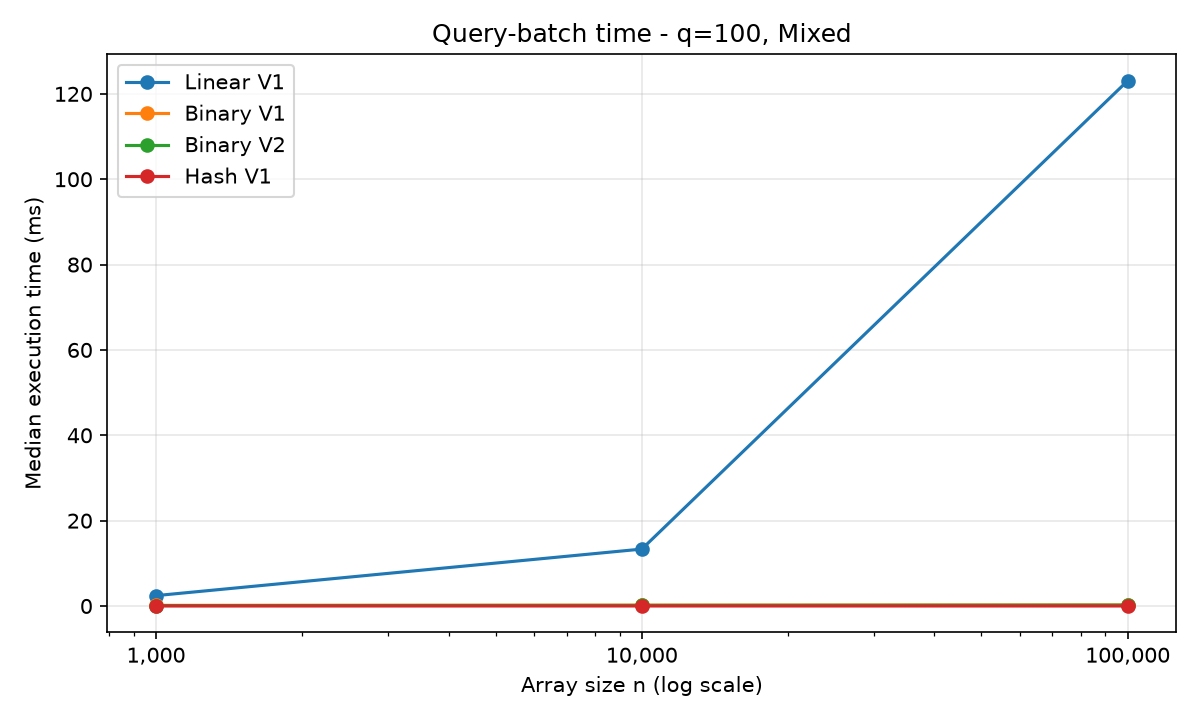 Query-batch time - q=100, Mixed
Linear V1
Binary V1
Binary V2
Hash V1
Median execution time (ms)
120
100
80
60
40
20
0
1,000
10,000
100,000
Array size n (log scale)